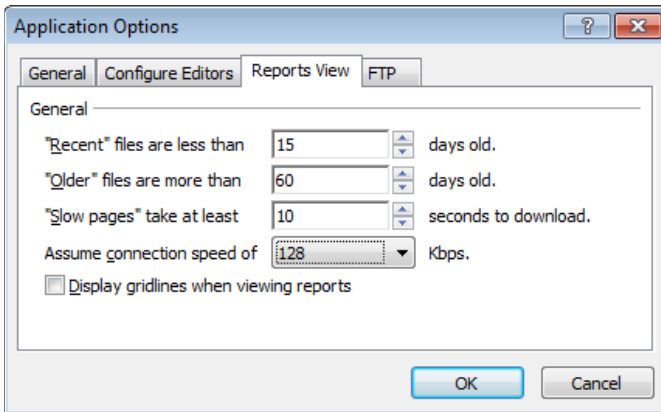 Application Options
General Configure Editors Reports View FTP
General
"Recent" files are less than 15 days old.
"Older" files are more than 60 days old.
"Slow pages" take at least 10 seconds to download.
Assume connection speed of 128 Kbps.
Display gridlines when viewing reports
OK Cancel